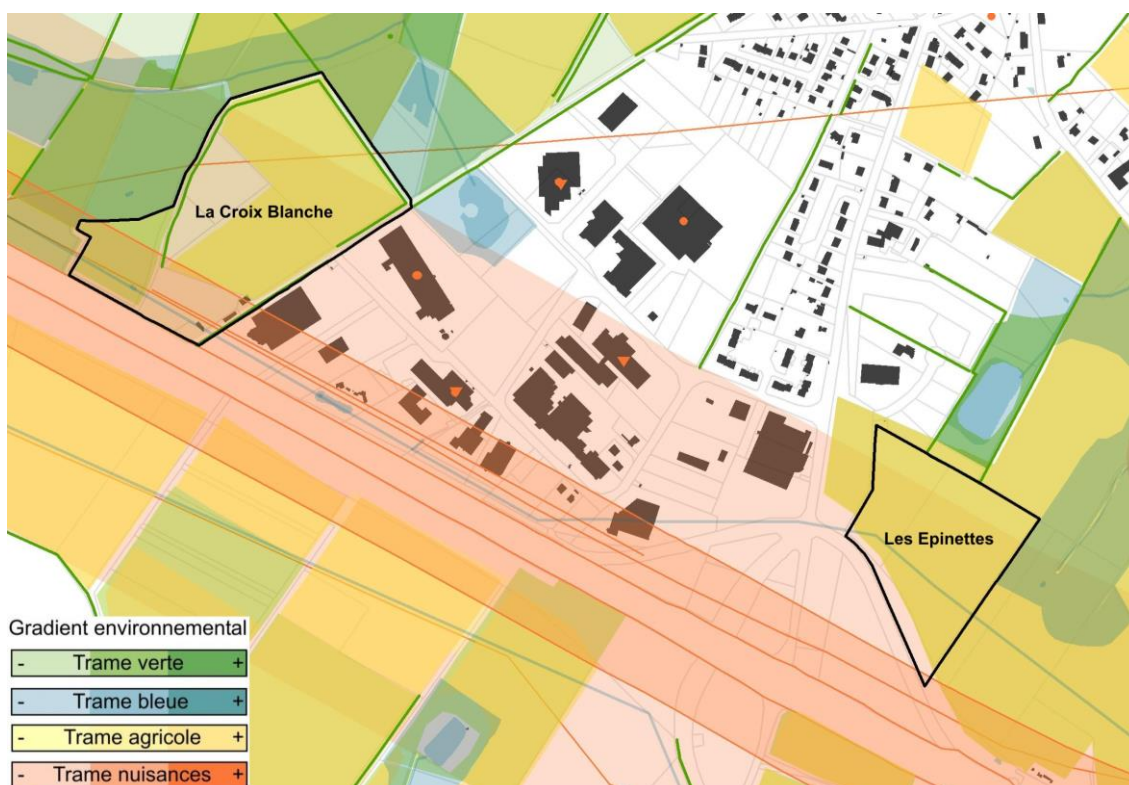 La Croix Blanche
Les Epinettes
Gradient environnemental
- Trame verte +
- Trame bleue +
- Trame agricole +
- Trame nuisances +